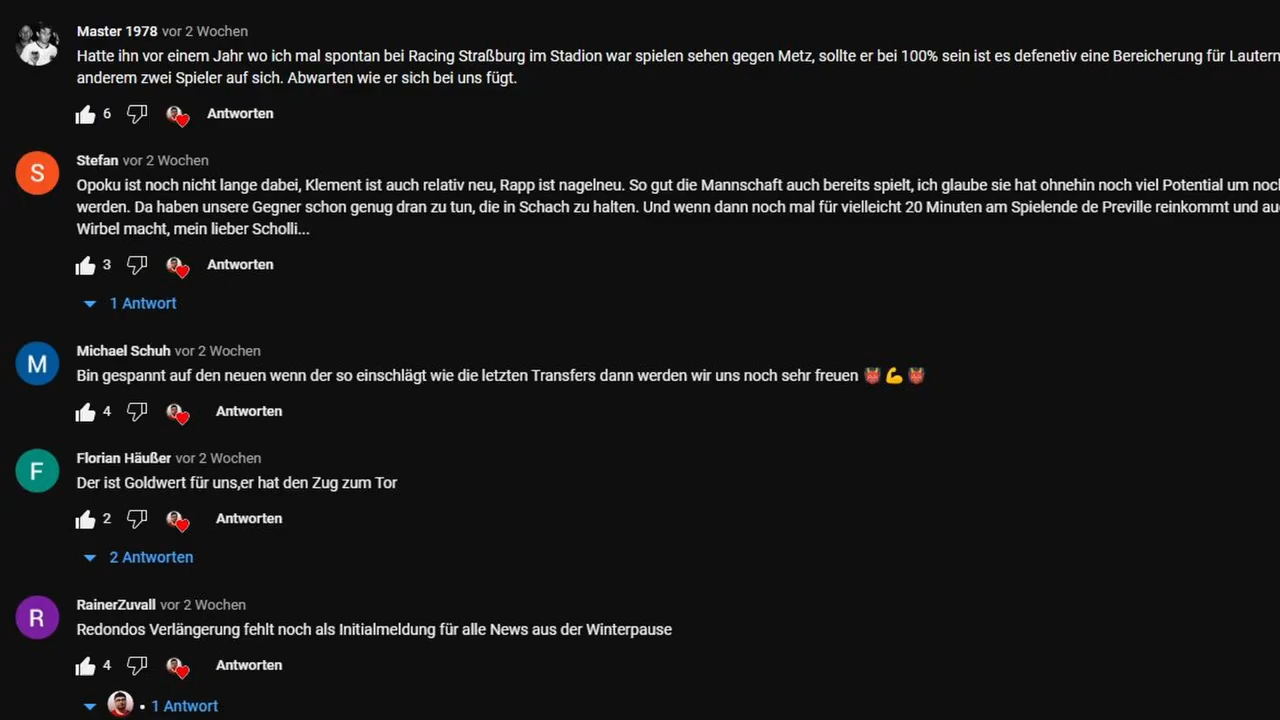 Master 1978 vor 2 Wochen
Hatte ihn vor einem Jahr wo ich mal spontan bei Racing Straßburg im Stadion war spielen sehen gegen Metz, sollte er bei 100% sein ist es defenetiv eine Bereicherung für Lautern
anderem zwei Spieler auf sich. Abwarten wie er sich bei uns fügt.
6 Antworten
S
Stefan vor 2 Wochen
Opoku ist noch nicht lange dabei, Klement ist auch relativ neu, Rapp ist nagelneu. So gut die Mannschaft auch bereits spielt, ich glaube sie hat ohnehin noch viel Potential um noch
werden. Da haben unsere Gegner schon genug dran zu tun, die in Schach zu halten. Und wenn dann noch mal für vielleicht 20 Minuten am Spielende de Preville reinkommt und
Wirbel macht, mein lieber Scholli...
3 Antworten
1 Antwort
M
Michael Schuh vor 2 Wochen
Bin gespannt auf den neuen wenn der so einschlägt wie die letzten Transfers dann werden wir uns noch sehr freuen 👹💪👹
4 Antworten
F
Florian Häußer vor 2 Wochen
Der ist Goldwert für uns,er hat den Zug zum Tor
2 Antworten
2 Antworten
R
RainerZuvall vor 2 Wochen
Redondos Verlängerung fehlt noch als Initialmeldung für alle News aus der Winterpause
4 Antworten
• 1 Antwort